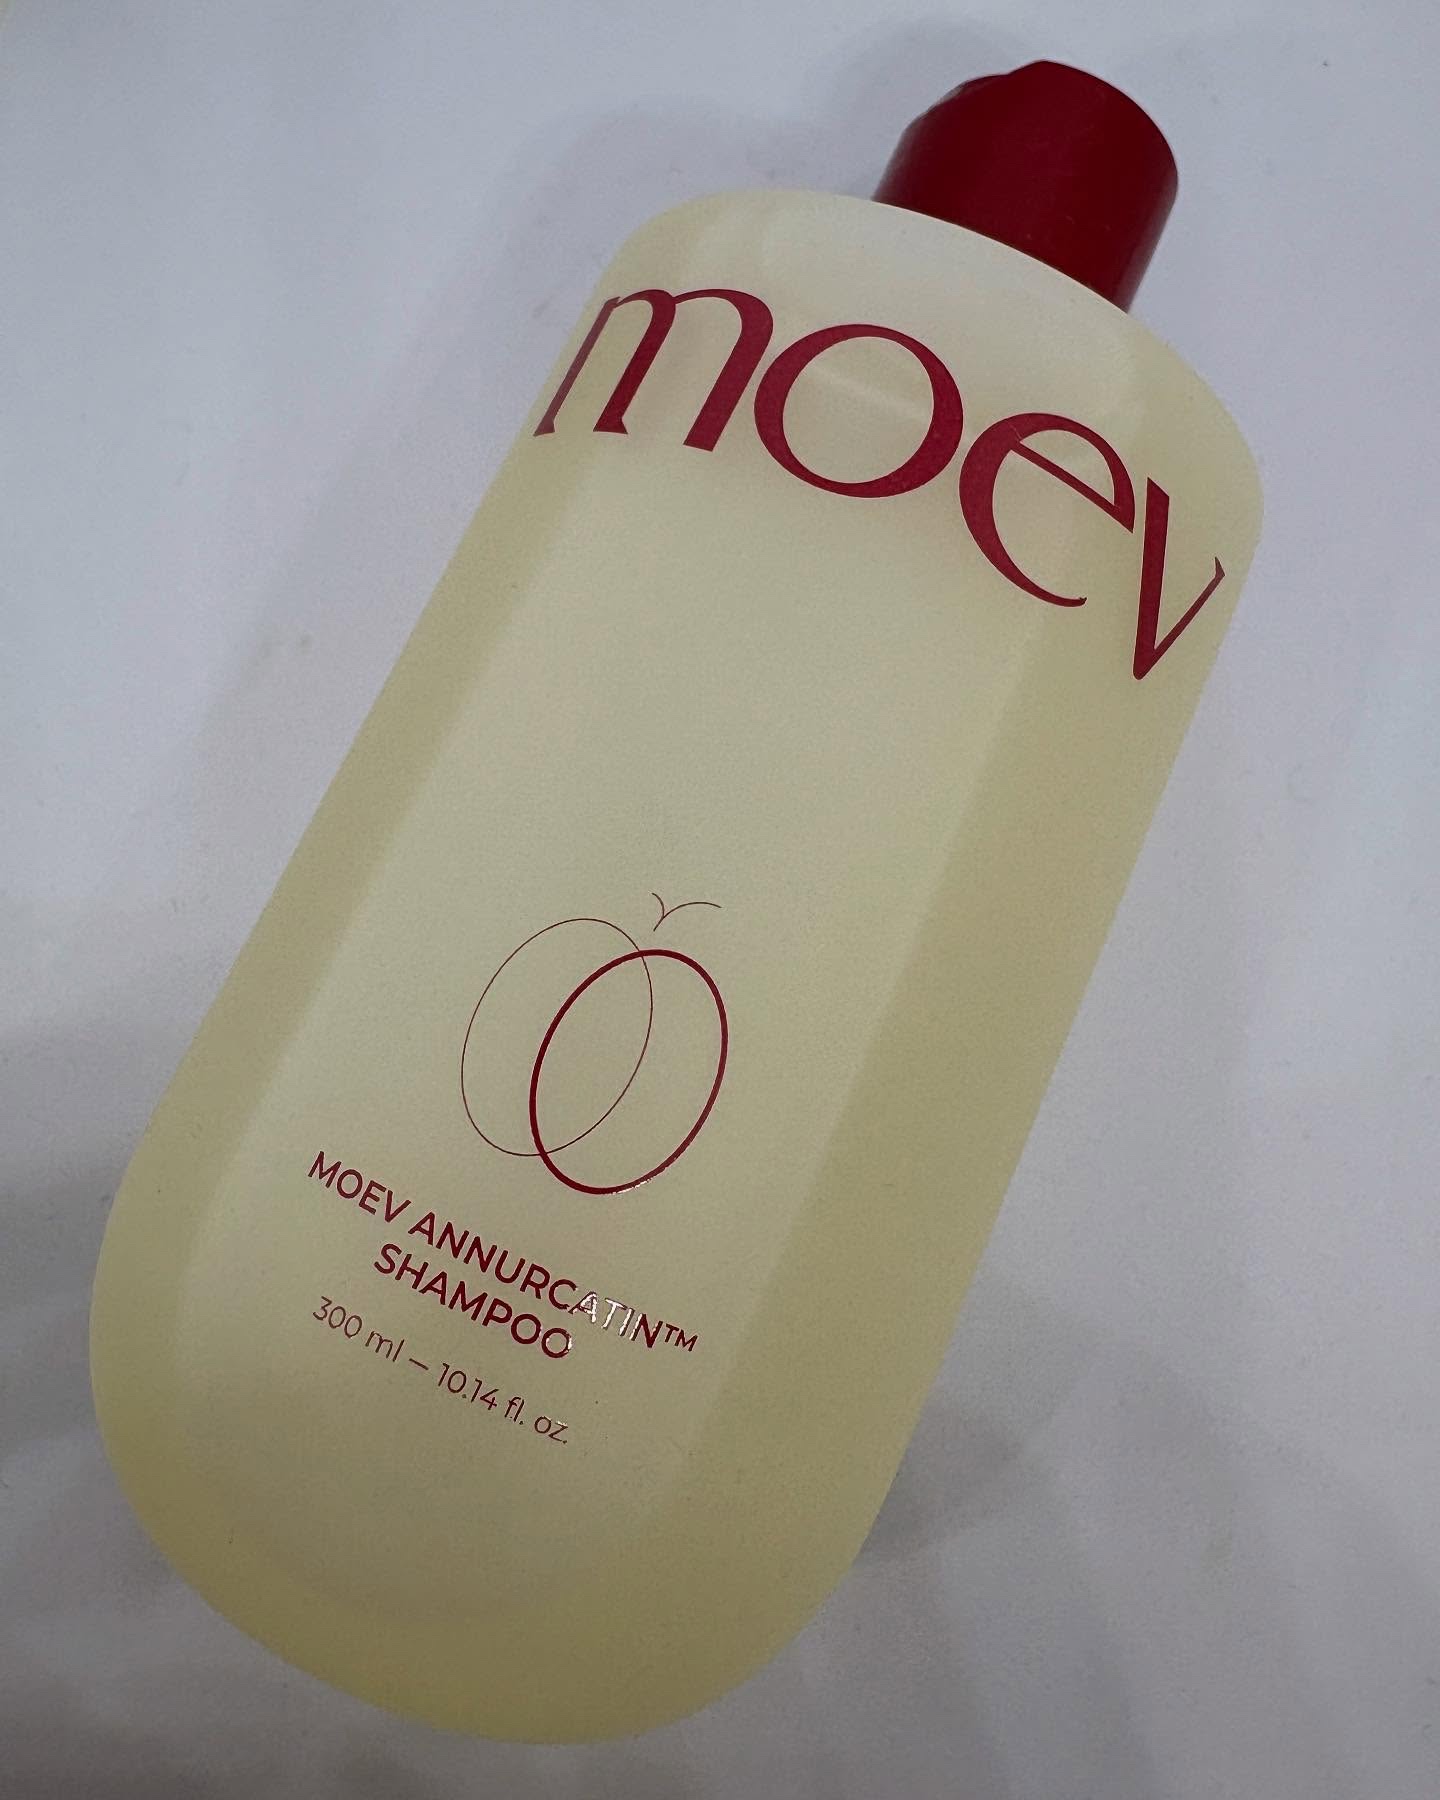 moev
MOEV ANNURCATIN™
SHAMPOO
300 ml – 10.14 fl. oz.